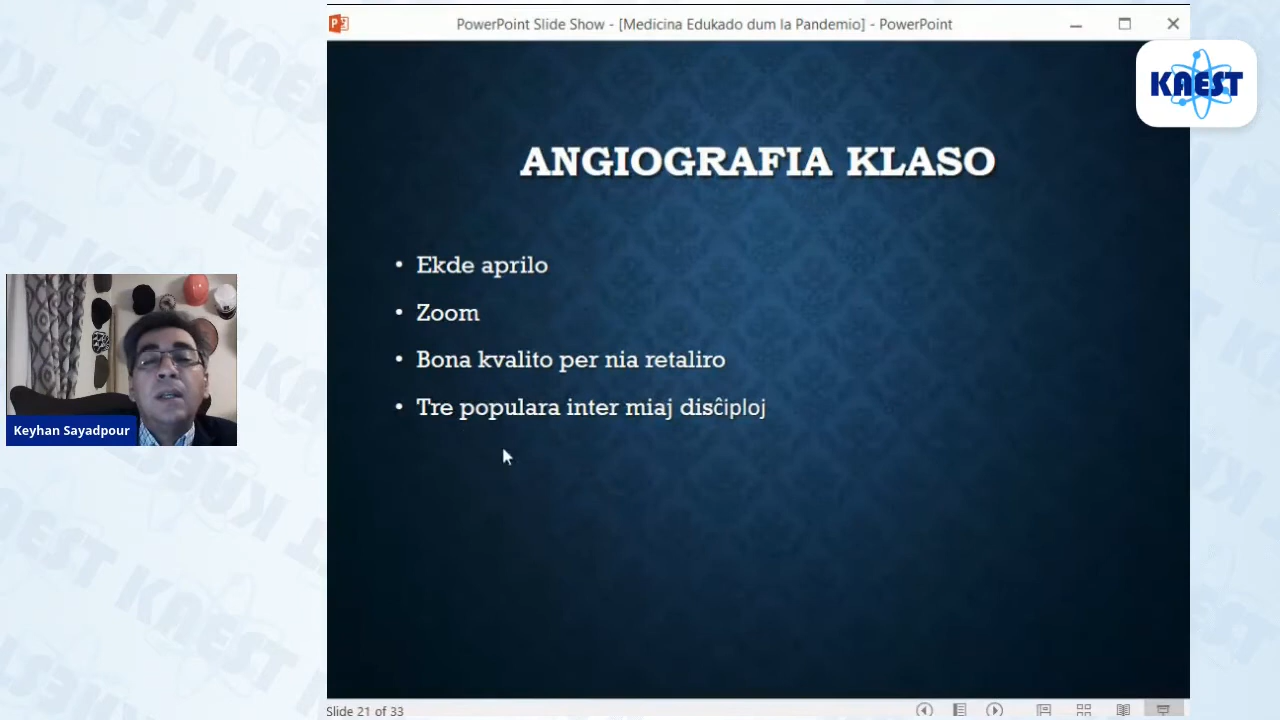 PowerPoint Slide Show - [Medicina Edukado dum la Pandemio] - PowerPoint
KAEST
ANGIOGRAFIA KLASO
• Ekde aprilo
• Zoom
• Bona kvalito per nia retaliro
• Tre populara inter miaj disĉiploj
Keyhan Sayadpour
Slide 21 of 33